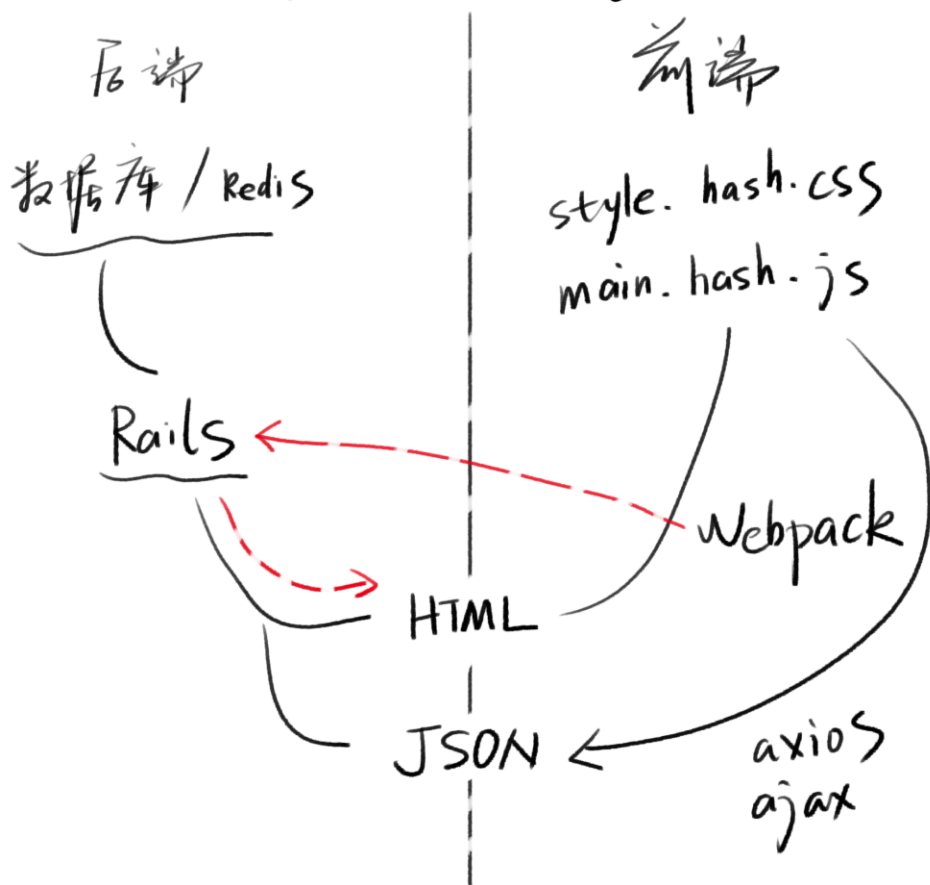 后端
数据库/Redis
Rails
前端
style.hash.css
main.hash.js
Webpack
HTML
JSON
axios
ajax